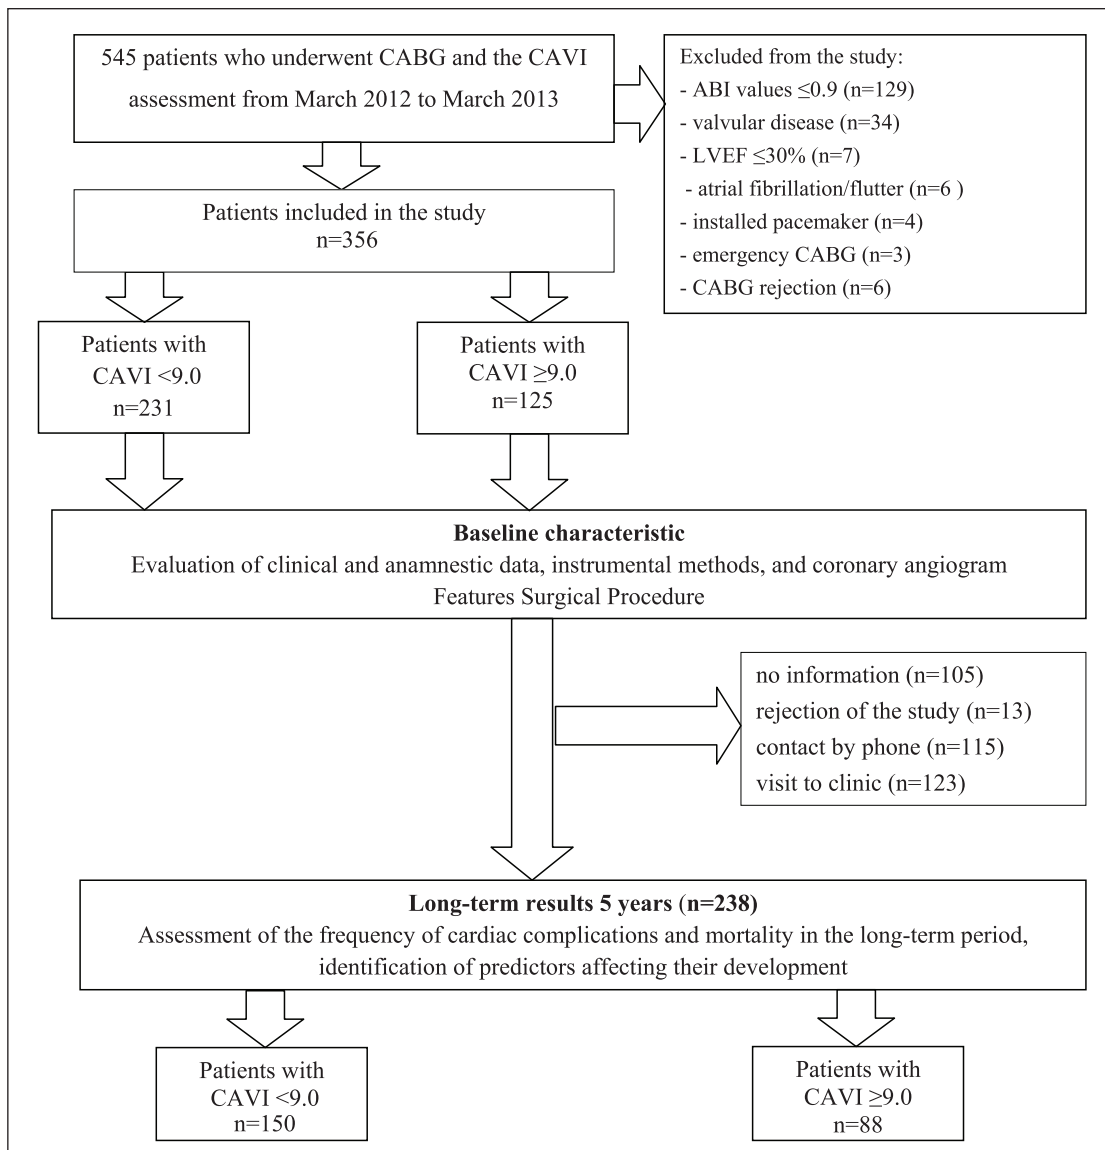 545 patients who underwent CABG and the CAVI
assessment from March 2012 to March 2013
Excluded from the study:
- ABI values ≤0.9 (n=129)
- valvular disease (n=34)
- LVEF ≤30% (n=7)
- atrial fibrillation/flutter (n=6 )
- installed pacemaker (n=4)
- emergency CABG (n=3)
- CABG rejection (n=6)
Patients included in the study
n=356
Patients with
CAVI <9.0
n=231
Patients with
CAVI ≥9.0
n=125
Baseline characteristic
Evaluation of clinical and anamnestic data, instrumental methods, and coronary angiogram
Features Surgical Procedure
no information (n=105)
rejection of the study (n=13)
contact by phone (n=115)
visit to clinic (n=123)
Long-term results 5 years (n=238)
Assessment of the frequency of cardiac complications and mortality in the long-term period,
identification of predictors affecting their development
Patients with
CAVI <9.0
n=150
Patients with
CAVI ≥9.0
n=88